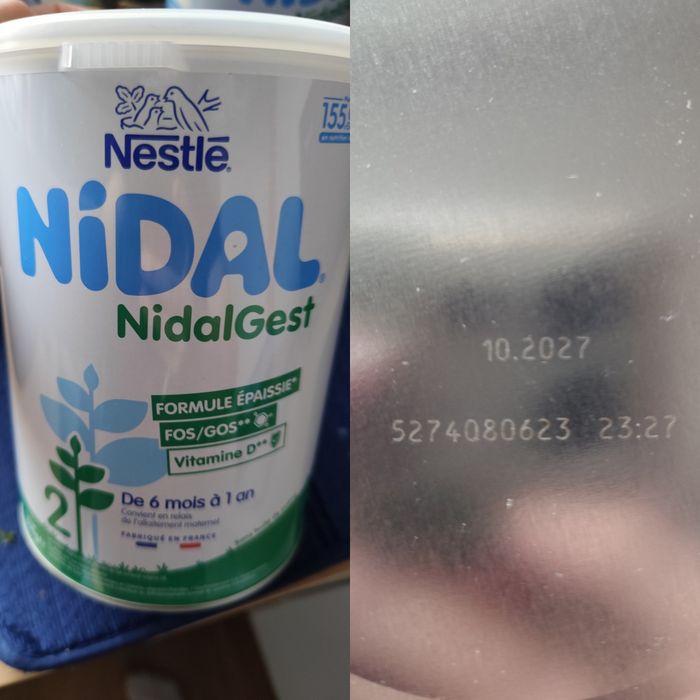 Nestlé
155
NiDAL
NidalGest
FORMULE ÉPAISSIE*
FOS/GOS**
Vitamine D**
2
De 6 mois à 1 an
Convient en relais
de l'allaitement maternel
FABRIQUÉ EN FRANCE
10.2027
5274080623 23:27